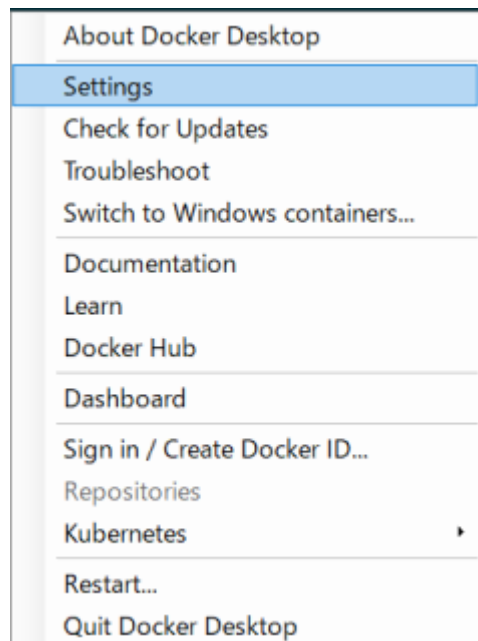 About Docker Desktop
Settings
Check for Updates
Troubleshoot
Switch to Windows containers...
Documentation
Learn
Docker Hub
Dashboard
Sign in / Create Docker ID...
Repositories
Kubernetes
Restart...
Quit Docker Desktop